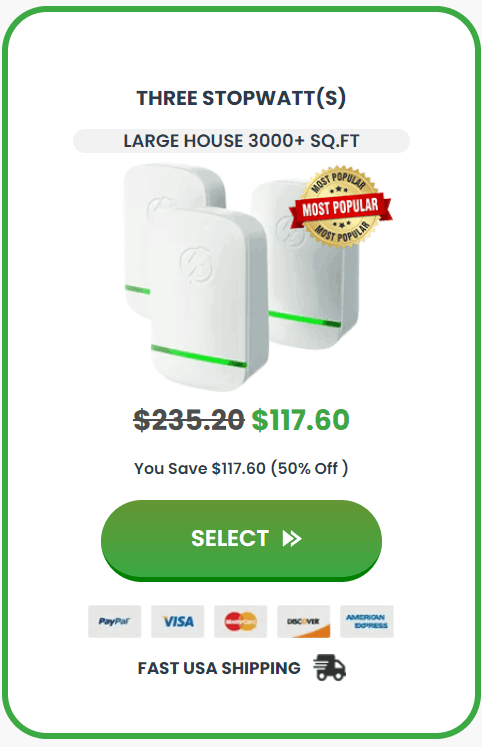 THREE STOPWATT(S)
LARGE HOUSE 3000+ SQ.FT
MOST POPULAR
MOST POPULAR
MOST POPULAR
$235.20 $117.60
You Save $117.60 (50% Off )
SELECT
PayPal VISA MasterCard DISCOVER AMERICAN EXPRESS
FAST USA SHIPPING